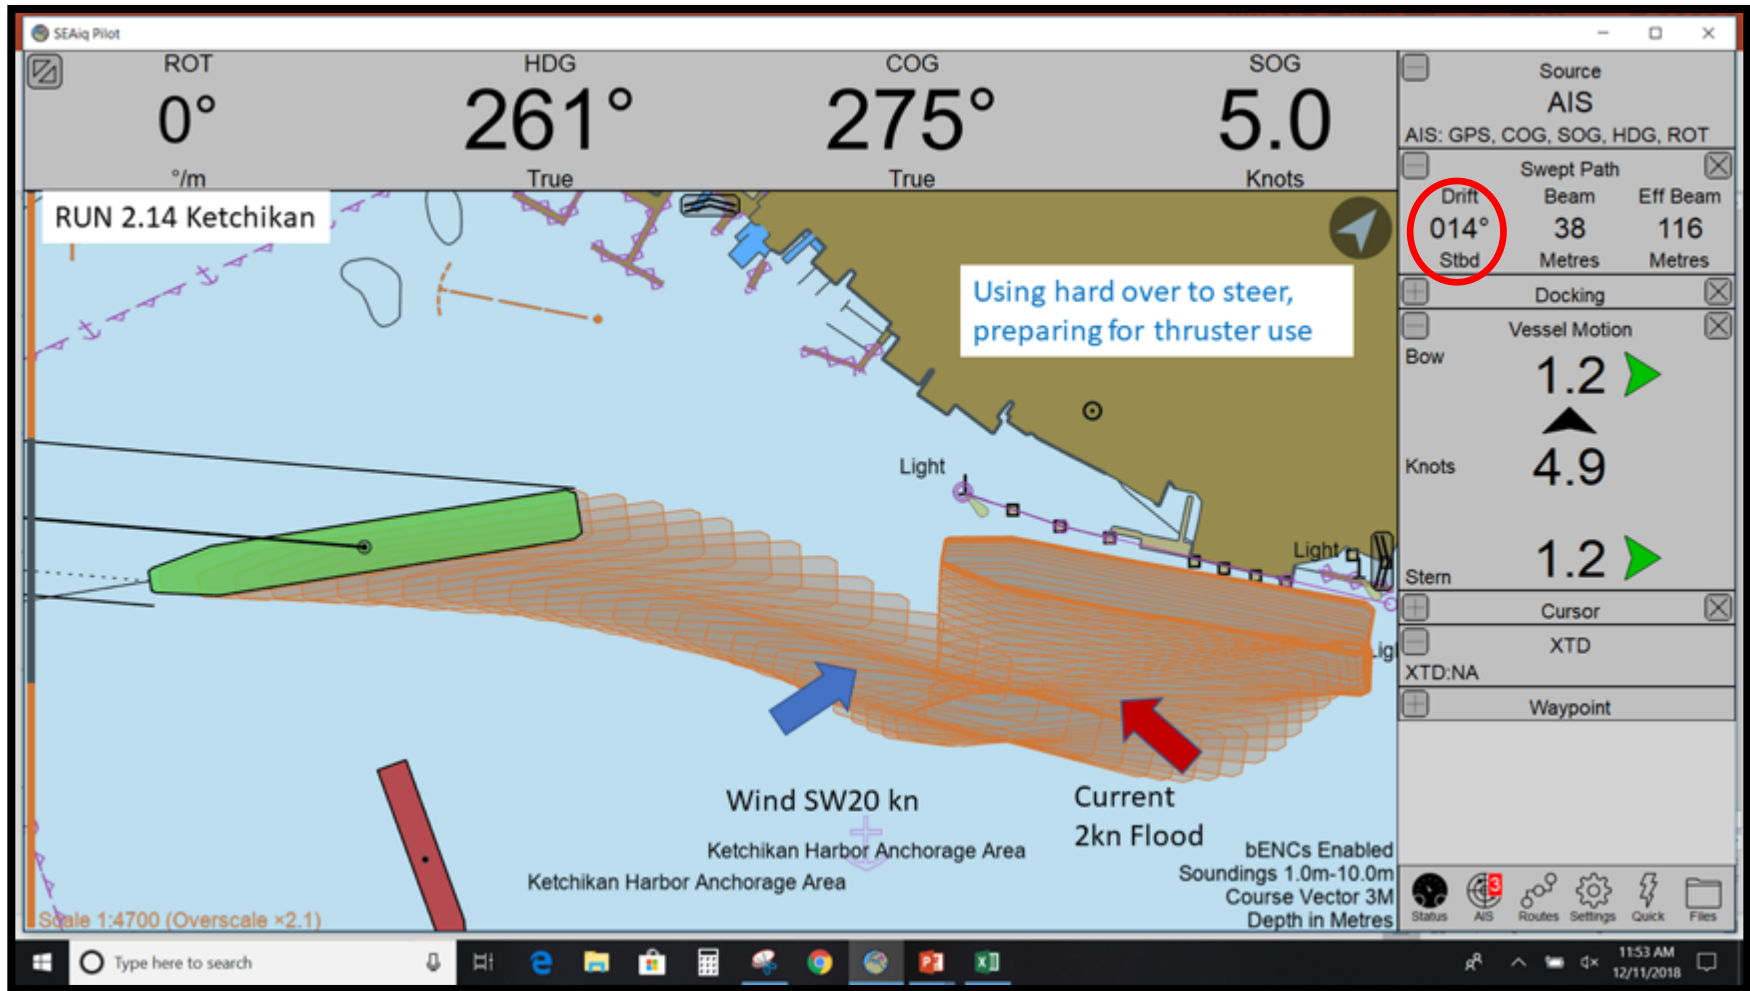 SEAiq Pilot
ROT
HDG
COG
SOG
0°
261°
275°
5.0
°/m
True
True
Knots
RUN 2.14 Ketchikan
Using hard over to steer,
preparing for thruster use
Light
Light
Ligl
Wind SW20 kn
Current
2kn Flood
Ketchikan Harbor Anchorage Area
Ketchikan Harbor Anchorage Area
bENCs Enabled
Soundings 1.0m-10.0m
Course Vector 3M
Depth in Metres
Scale 1:4700 (Overscale ×2.1)
Source
AIS
AIS: GPS, COG, SOG, HDG, ROT
Swept Path
Drift Beam Eff Beam
014° 38 116
Stbd Metres Metres
Docking
Vessel Motion
Bow
1.2
Knots
4.9
Stern
1.2
Cursor
XTD
XTD:NA
Waypoint
3
Status AIS Routes Settings Quick Files
Type here to search
11:53 AM
12/11/2018